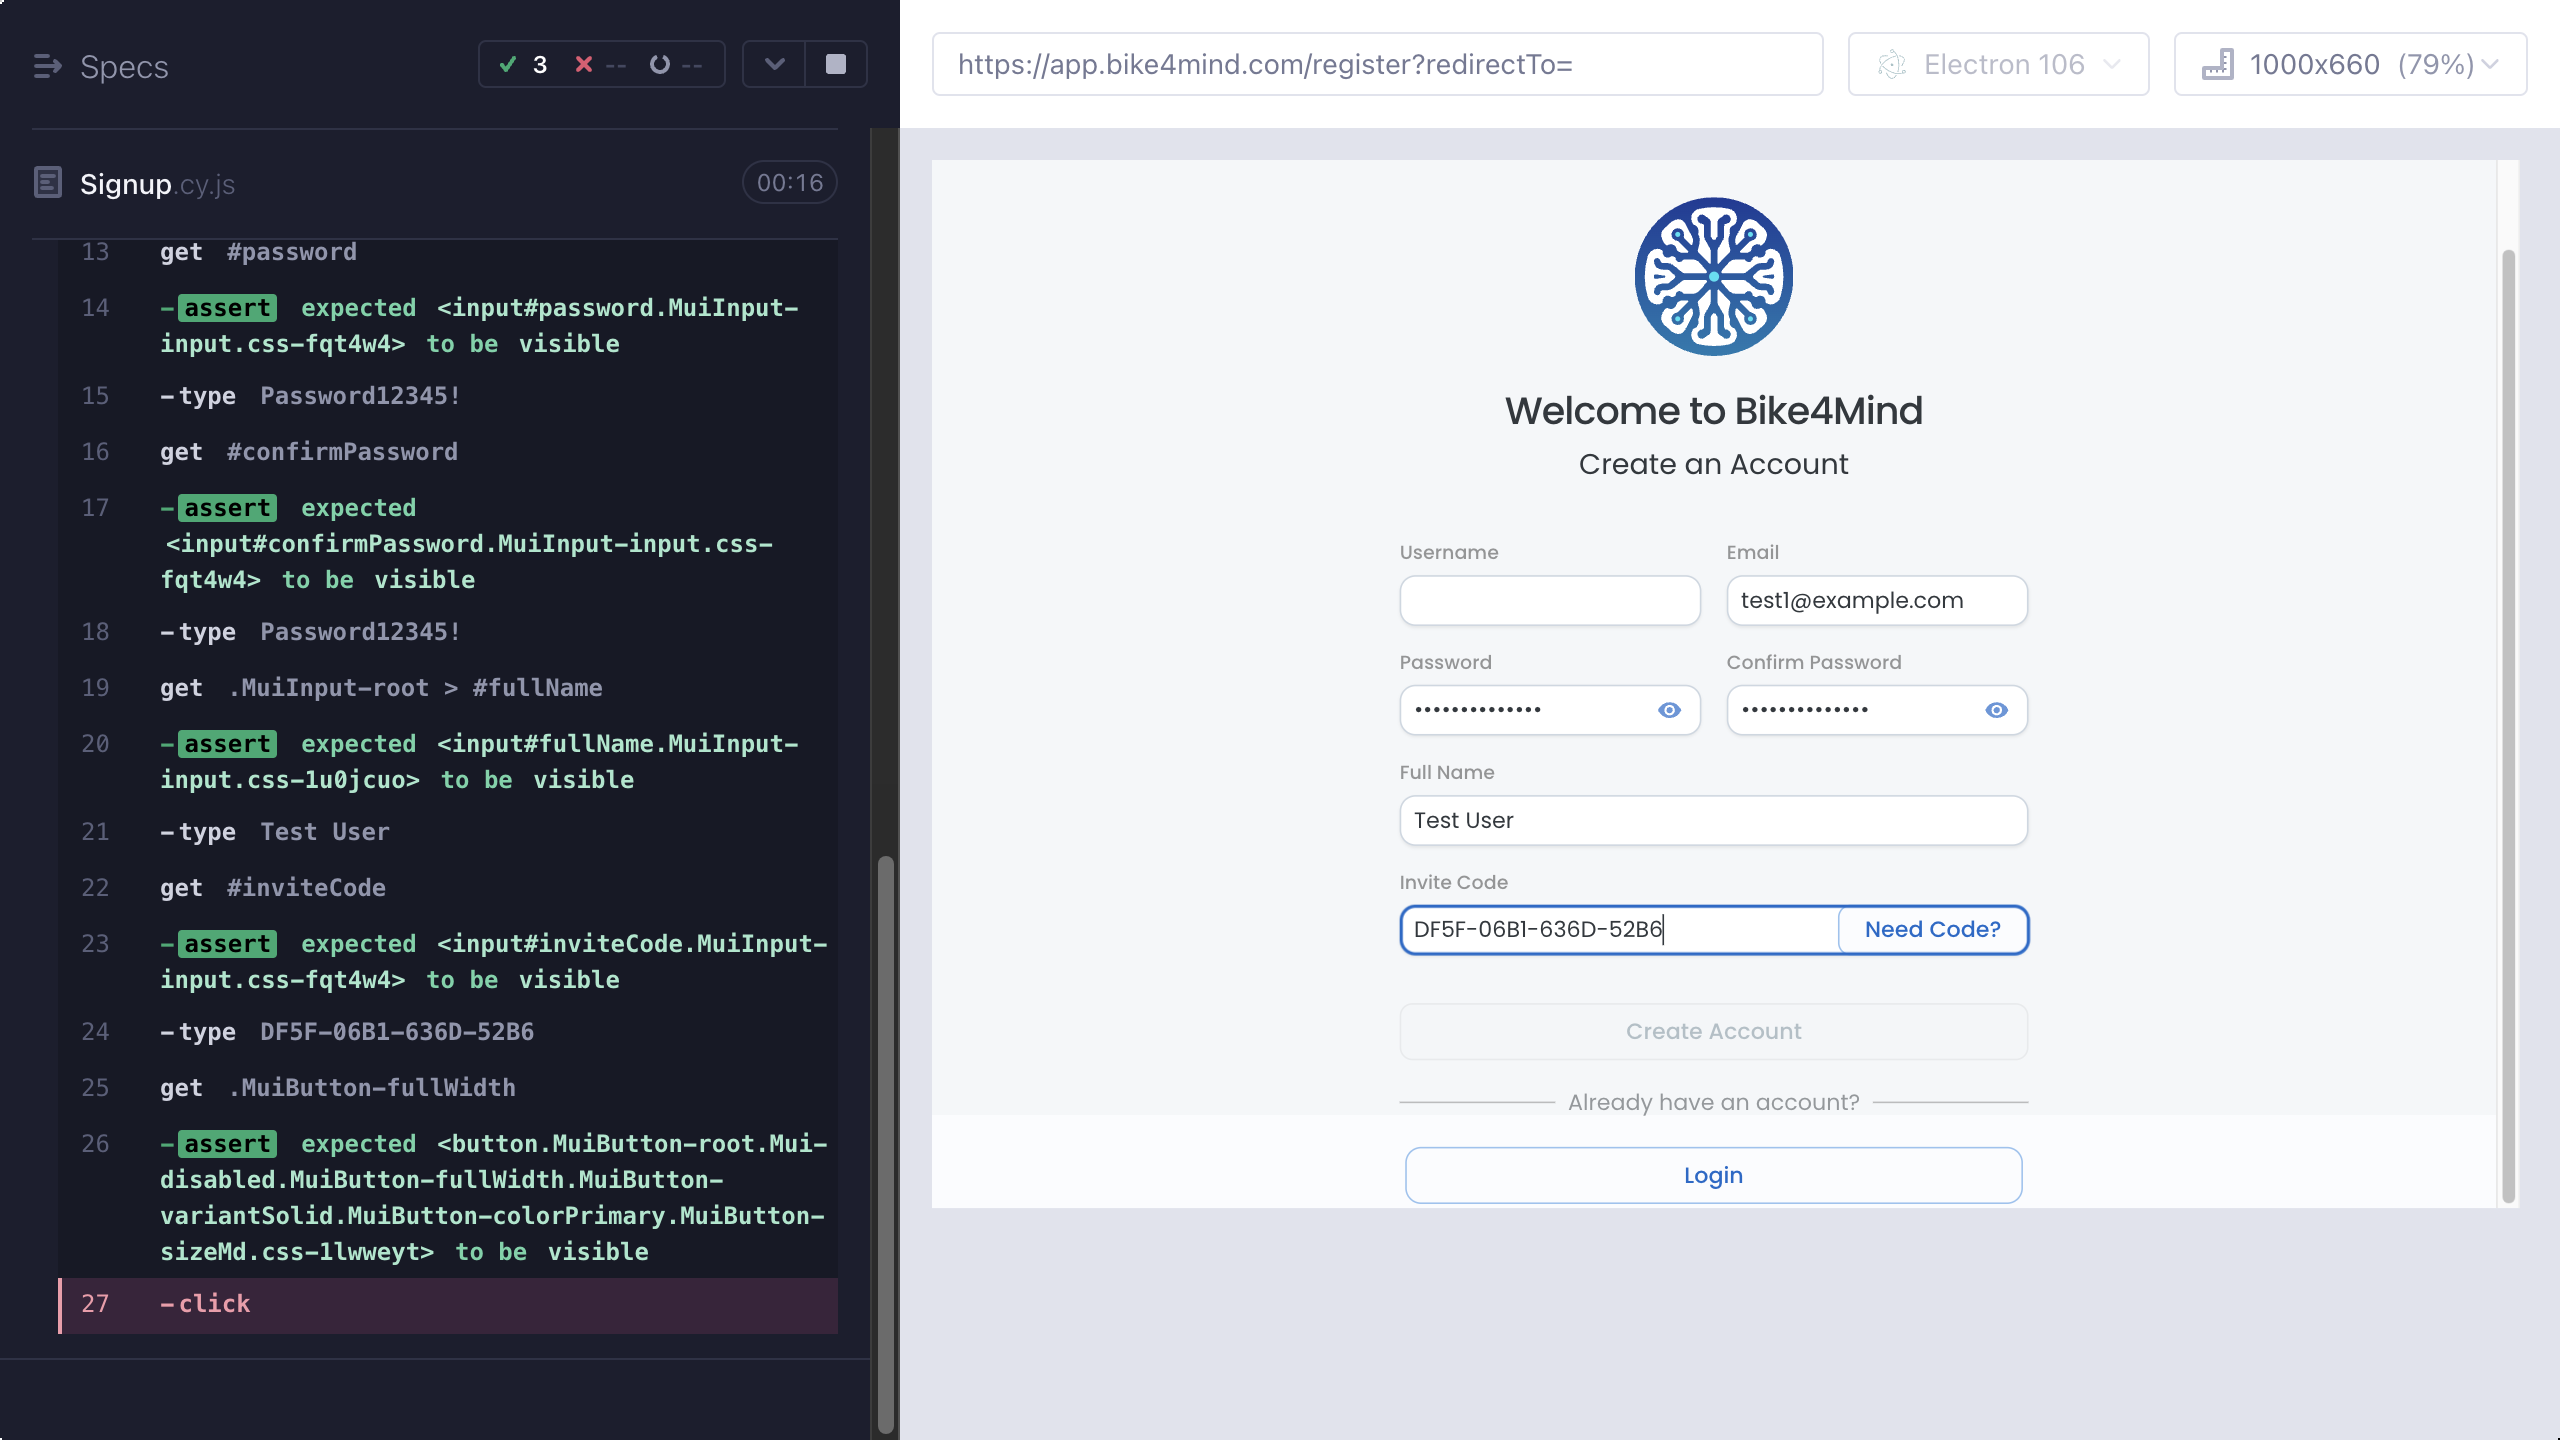 Specs
3 -- --
Signup.cy.js
00:16
13 get #password
14 -assert expected <input#password.MuiInput-
input.css-fqt4w4> to be visible
15 -type Password12345!
16 get #confirmPassword
17 -assert expected
<input#confirmPassword.MuiInput-input.css-
fqt4w4> to be visible
18 -type Password12345!
19 get .MuiInput-root > #fullName
20 -assert expected <input#fullName.MuiInput-
input.css-1u0jcuo> to be visible
21 -type Test User
22 get #inviteCode
23 -assert expected <input#inviteCode.MuiInput-
input.css-fqt4w4> to be visible
24 -type DF5F-06B1-636D-52B6
25 get .MuiButton-fullWidth
26 -assert expected <button.MuiButton-root.Mui-
disabled.MuiButton-fullWidth.MuiButton-
variantSolid.MuiButton-colorPrimary.MuiButton-
sizeMd.css-1lwweyt> to be visible
27 -click
https://app.bike4mind.com/register?redirectTo=
Electron 106
1000x660 (79%)
Welcome to Bike4Mind
Create an Account
Username Email
test1@example.com
Password Confirm Password
•••••••••••••• ••••••••••••••
Full Name
Test User
Invite Code
DF5F-06B1-636D-52B6 Need Code?
Create Account
Already have an account?
Login